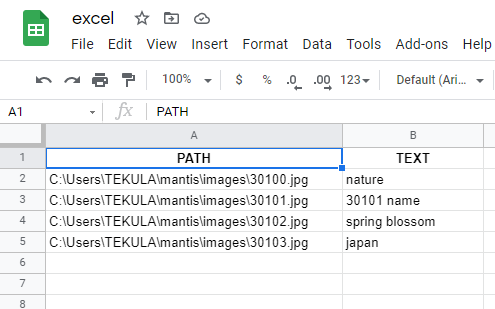 excel
File Edit View Insert Format Data Tools Add-ons Help
100% $ % .0 .00 123 Default (Ari...
A1 fx PATH
A B
1 PATH TEXT
2 C:\Users\TEKULA\mantis\images\30100.jpg nature
3 C:\Users\TEKULA\mantis\images\30101.jpg 30101 name
4 C:\Users\TEKULA\mantis\images\30102.jpg spring blossom
5 C:\Users\TEKULA\mantis\images\30103.jpg japan
6
7
8